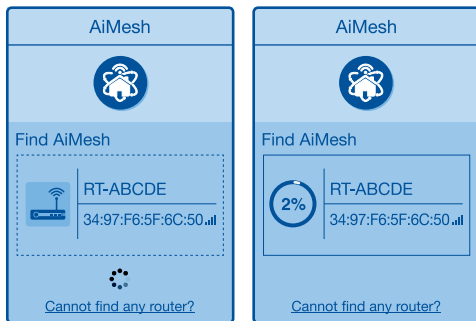 AiMesh
Find AiMesh
RT-ABCDE
34:97:F6:5F:6C:50
Cannot find any router?
AiMesh
Find AiMesh
2%
RT-ABCDE
34:97:F6:5F:6C:50
Cannot find any router?